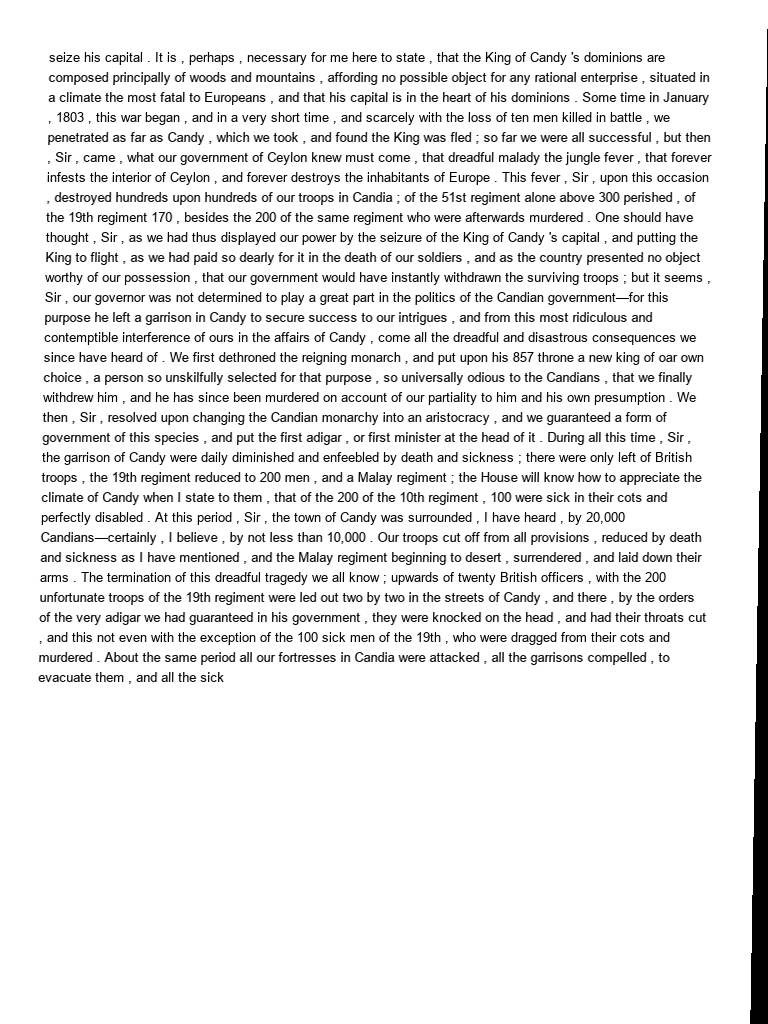 seize his capital . It is , perhaps , necessary for me here to state , that the King of Candy 's dominions are
composed principally of woods and mountains , affording no possible object for any rational enterprise , situated in
a climate the most fatal to Europeans , and that his capital is in the heart of his dominions . Some time in January
, 1803 , this war began , and in a very short time , and scarcely with the loss of ten men killed in battle , we
penetrated as far as Candy , which we took , and found the King was fled ; so far we were all successful , but then
, Sir , came , what our government of Ceylon knew must come , that dreadful malady the jungle fever , that forever
infests the interior of Ceylon , and forever destroys the inhabitants of Europe . This fever , Sir , upon this occasion
, destroyed hundreds upon hundreds of our troops in Candia ; of the 51st regiment alone above 300 perished , of
the 19th regiment 170 , besides the 200 of the same regiment who were afterwards murdered . One should have
thought , Sir , as we had thus displayed our power by the seizure of the King of Candy 's capital , and putting the
King to flight , as we had paid so dearly for it in the death of our soldiers , and as the country presented no object
worthy of our possession , that our government would have instantly withdrawn the surviving troops ; but it seems ,
Sir , our governor was not determined to play a great part in the politics of the Candian government—for this
purpose he left a garrison in Candy to secure success to our intrigues , and from this most ridiculous and
contemptible interference of ours in the affairs of Candy , come all the dreadful and disastrous consequences we
since have heard of . We first dethroned the reigning monarch , and put upon his 857 throne a new king of oar own
choice , a person so unskilfully selected for that purpose , so universally odious to the Candians , that we finally
withdrew him , and he has since been murdered on account of our partiality to him and his own presumption . We
then , Sir , resolved upon changing the Candian monarchy into an aristocracy , and we guaranteed a form of
government of this species , and put the first adigar , or first minister at the head of it . During all this time , Sir ,
the garrison of Candy were daily diminished and enfeebled by death and sickness ; there were only left of British
troops , the 19th regiment reduced to 200 men , and a Malay regiment ; the House will know how to appreciate the
climate of Candy when I state to them , that of the 200 of the 10th regiment , 100 were sick in their cots and
perfectly disabled . At this period , Sir , the town of Candy was surrounded , I have heard , by 20,000
Candians—certainly , I believe , by not less than 10,000 . Our troops cut off from all provisions , reduced by death
and sickness as I have mentioned , and the Malay regiment beginning to desert , surrendered , and laid down their
arms . The termination of this dreadful tragedy we all know ; upwards of twenty British officers , with the 200
unfortunate troops of the 19th regiment were led out two by two in the streets of Candy , and there , by the orders
of the very adigar we had guaranteed in his government , they were knocked on the head , and had their throats cut
, and this not even with the exception of the 100 sick men of the 19th , who were dragged from their cots and
murdered . About the same period all our fortresses in Candia were attacked , all the garrisons compelled , to
evacuate them , and all the sick